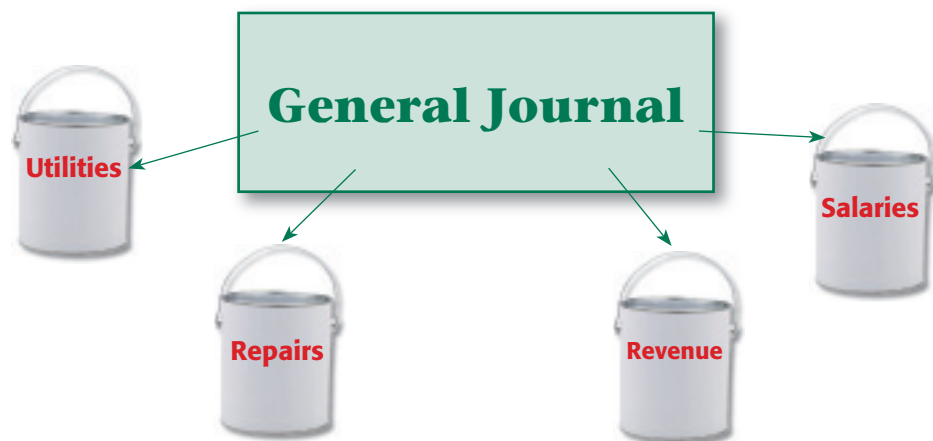 General Journal
Utilities
Salaries
Repairs
Revenue